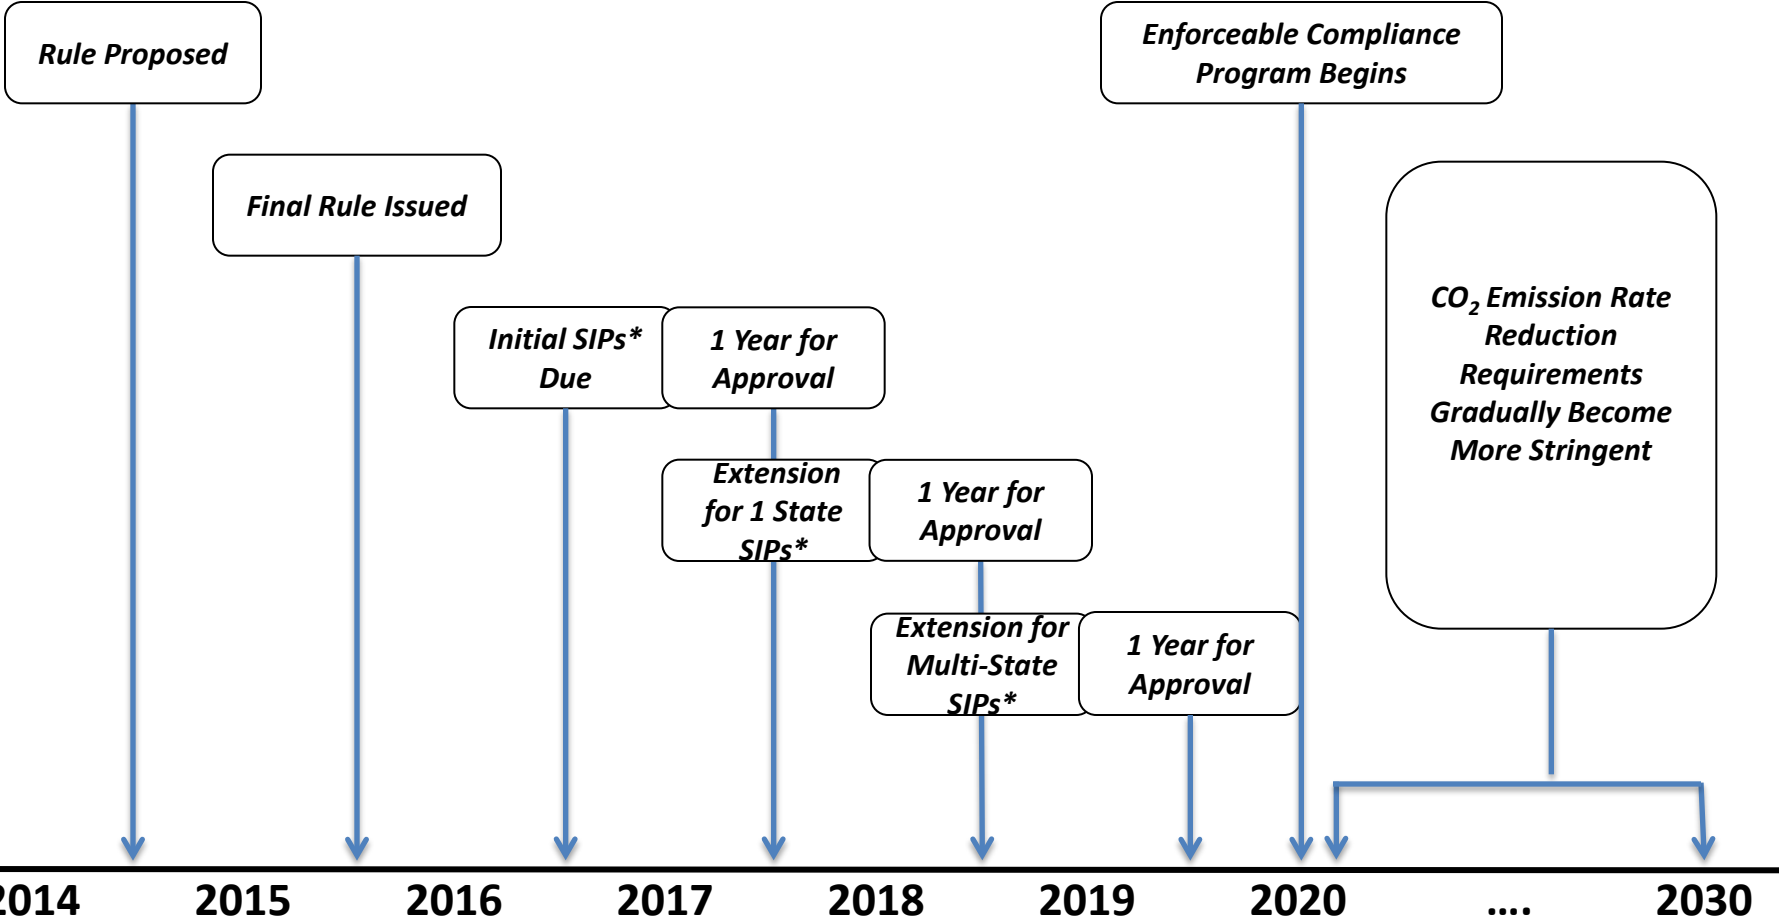 Rule Proposed
Enforceable Compliance
Program Begins
Final Rule Issued
CO₂ Emission Rate
Reduction
Requirements
Gradually Become
More Stringent
Initial SIPs*
Due
1 Year for
Approval
Extension
for 1 State
SIPs*
1 Year for
Approval
Extension for
Multi-State
SIPs*
1 Year for
Approval
2014 2015 2016 2017 2018 2019 2020 .... 2030